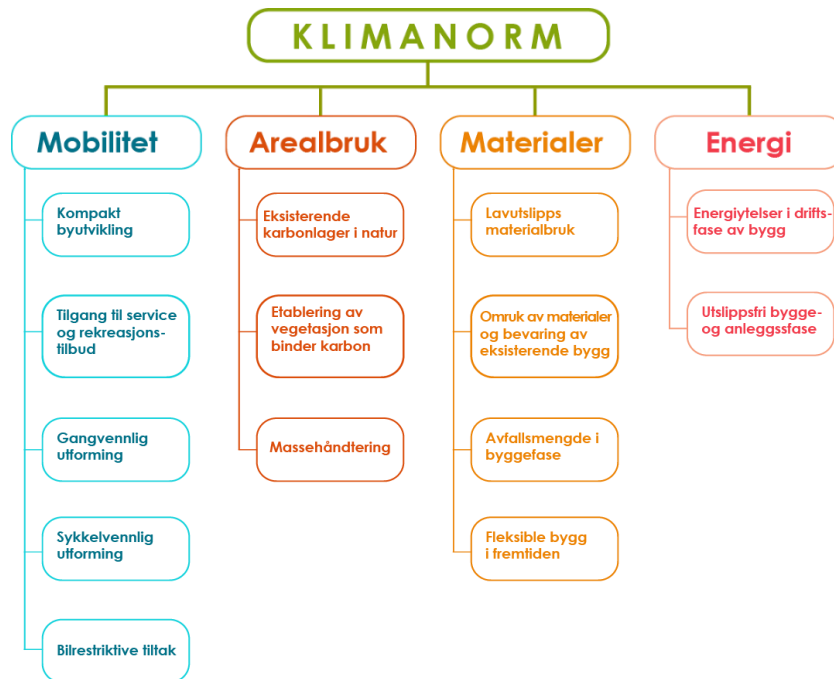 KLIMANORM
Mobilitet
Kompakt
byutvikling
Tilgang til service
og rekreasjons-
tilbud
Gangvennlig
utforming
Sykkelvennlig
utforming
Bilrestriktive tiltak
Arealbruk
Eksisterende
karbonlager i natur
Etablering av
vegetasjon som
binder karbon
Massehåndtering
Materialer
Lavutslipps
materialbruk
Omruk av materialer
og bevaring av
eksisterende bygg
Avfallsmengde i
byggefase
Fleksible bygg
i fremtiden
Energi
Energiytelser i drifts-
fase av bygg
Utslippsfri bygge-
og anleggssfase